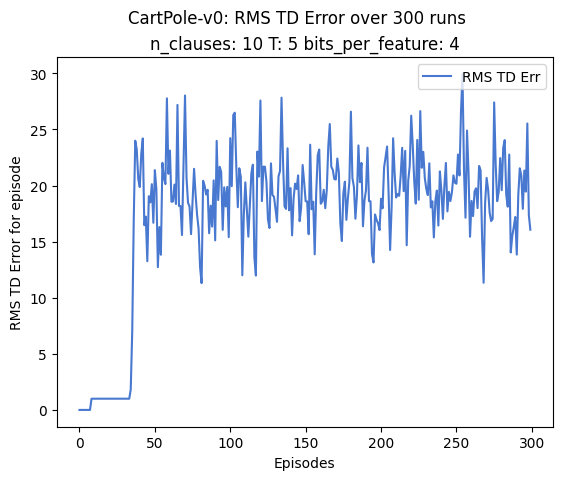 CartPole-v0: RMS TD Error over 300 runs
n_clauses: 10 T: 5 bits_per_feature: 4
RMS TD Err
RMS TD Error for episode
30
25
20
15
10
5
0
0 50 100 150 200 250 300
Episodes